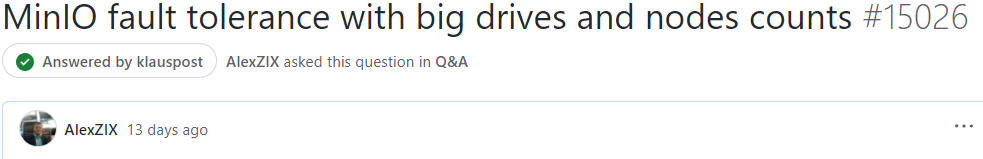 MinIO fault tolerance with big drives and nodes counts #15026
Answered by klauspost AlexZIX asked this question in Q&A
AlexZIX 13 days ago